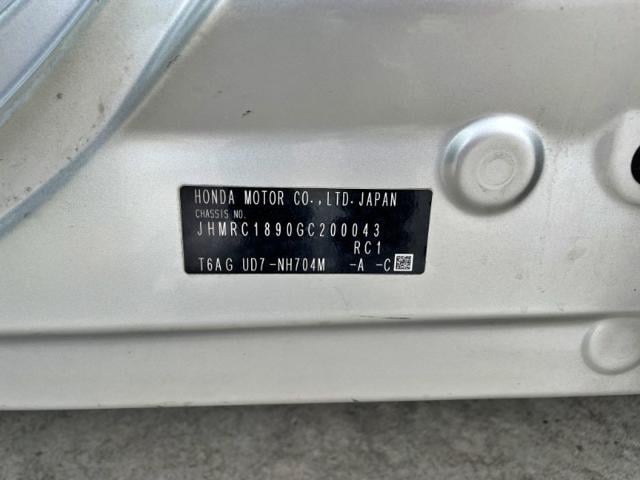 HONDA MOTOR CO.,LTD.JAPAN
CHASSIS NO.
JHMRC1890GC200043
RC1
T6AG UD7-NH704M -A -C